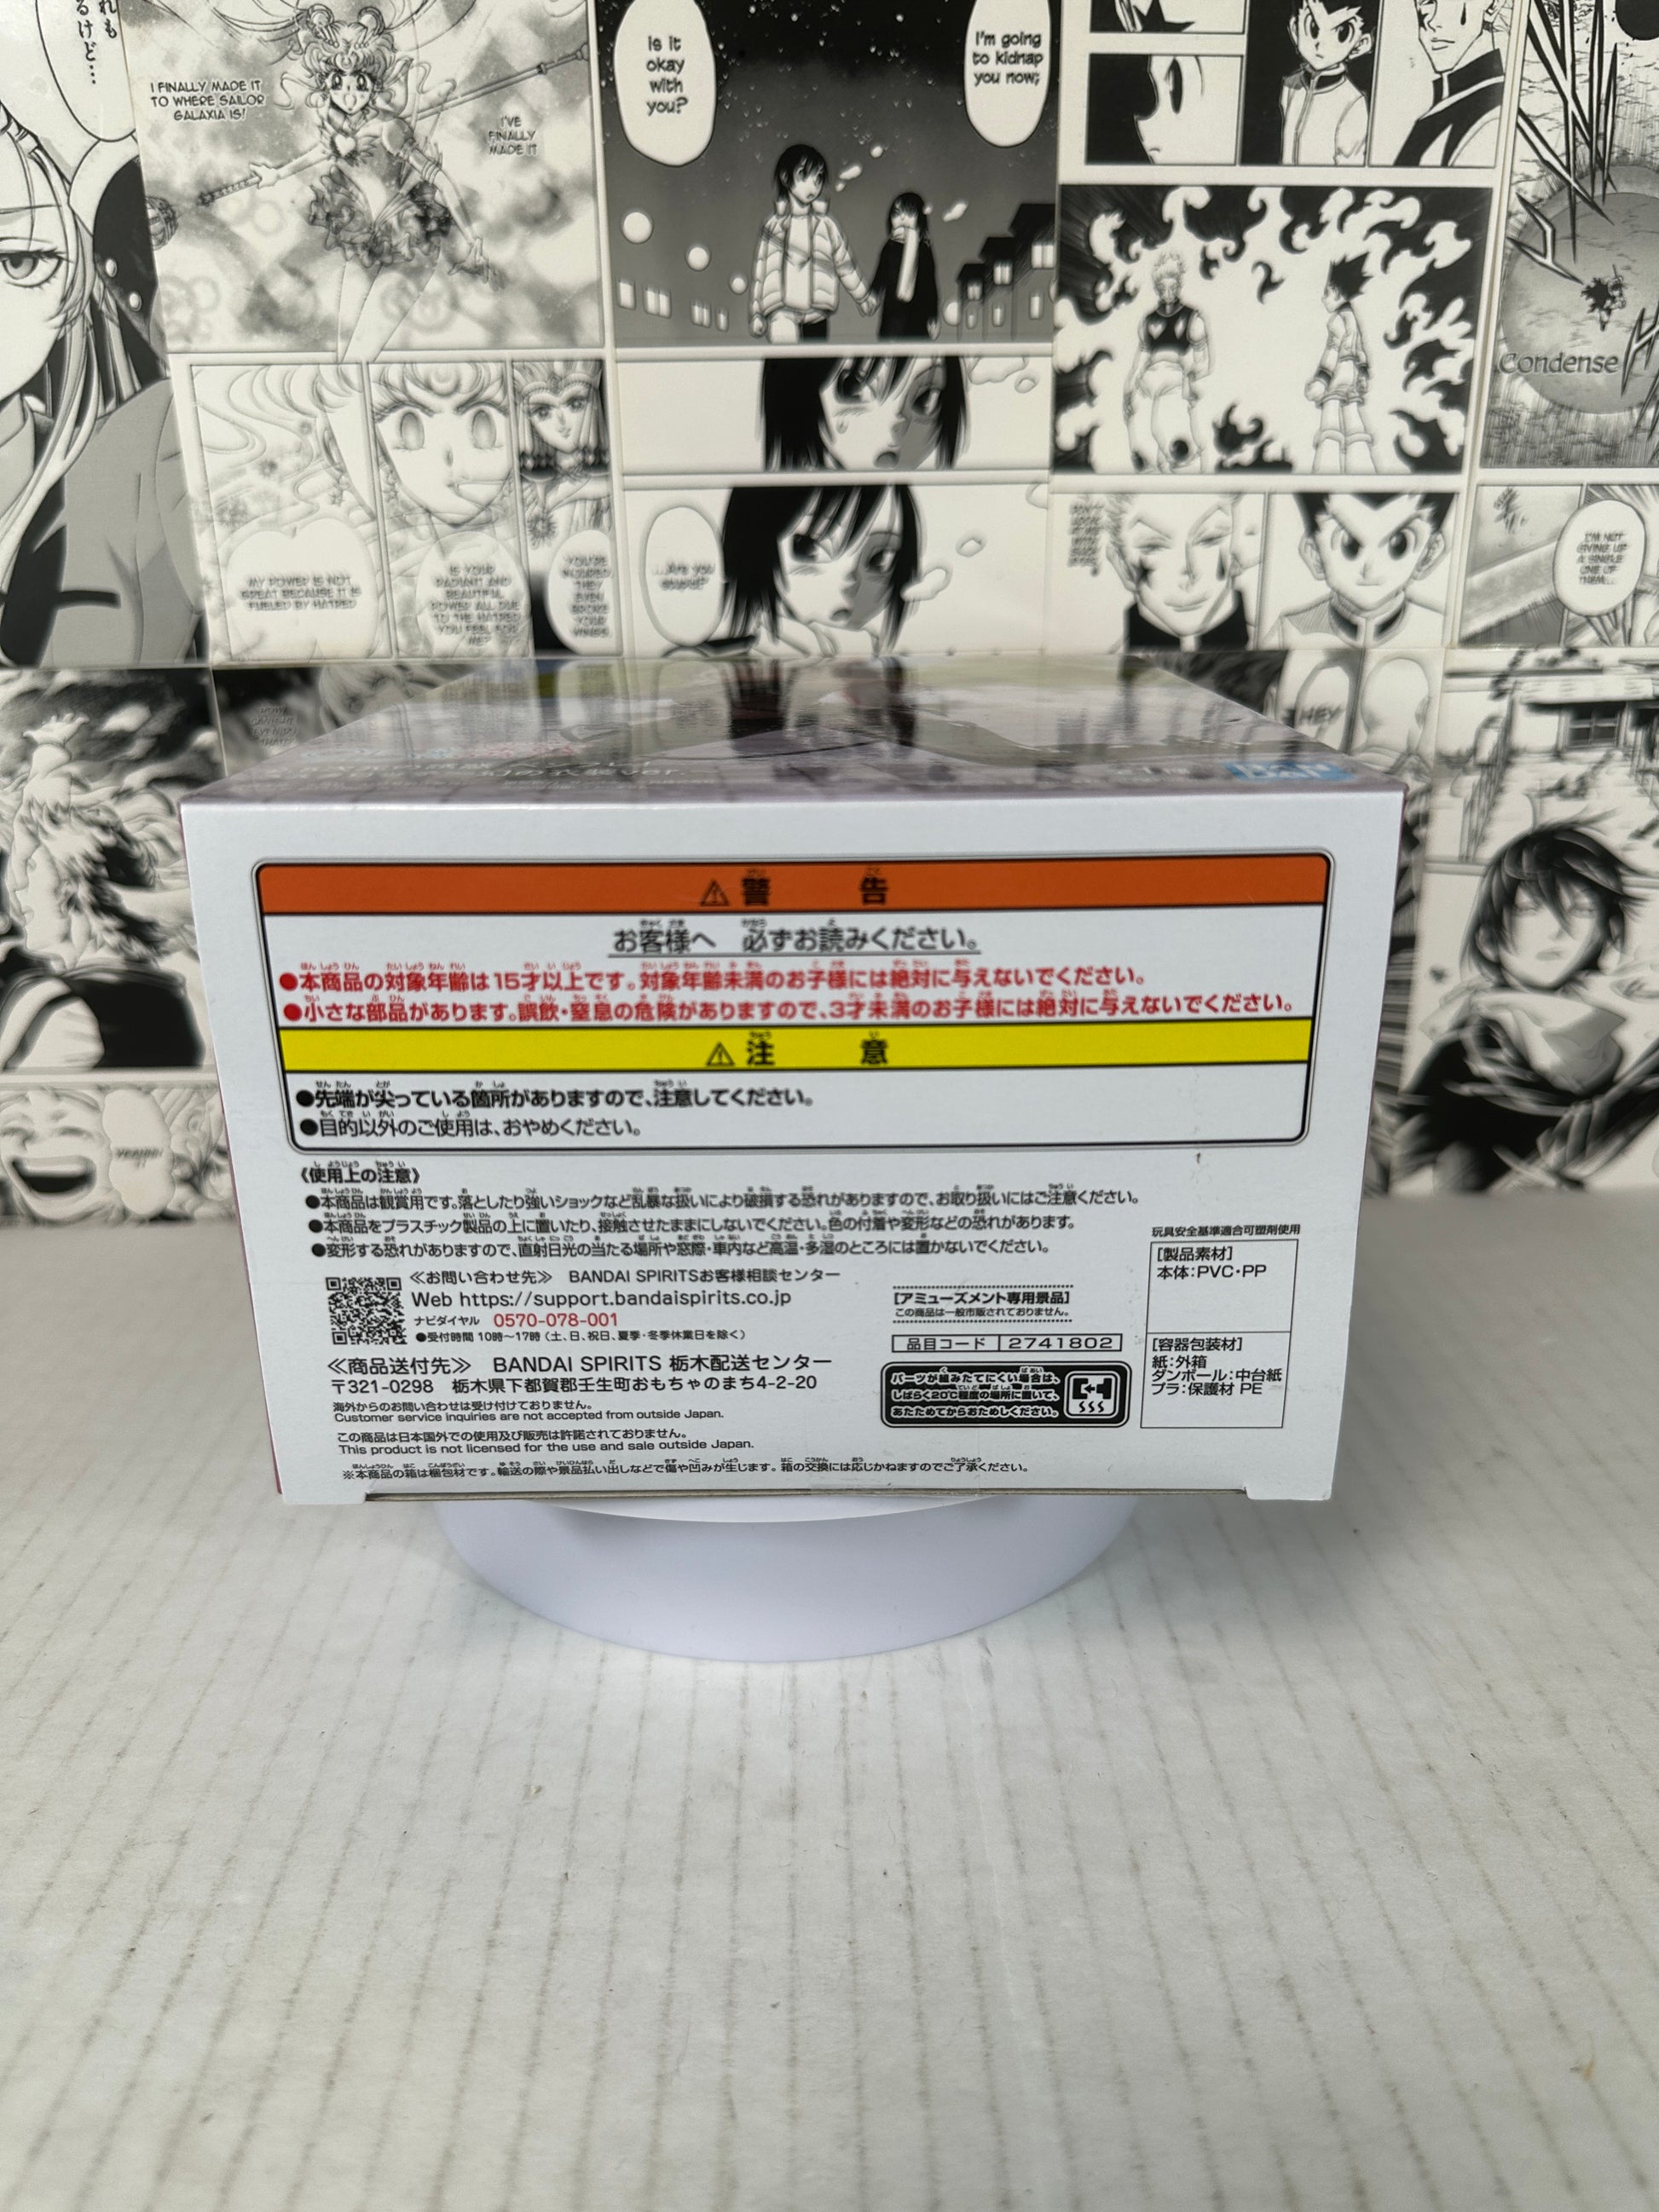 れも
るけど…
I FINALLY MADE IT
TO WHERE SAILOR
GALAXIA IS!
I'VE
FINALLY
MADE IT
is it
okay
with
you?
I'm going
to kidnap
you now;
Condense
MY POWER IS NOT
GREAT BECAUSE IT IS
FUELED BY HATRED
IS YOUR
RADIANT AND
BEAUTIFUL
POWER ALL DUE
TO THE HATRED
YOU FEEL FOR
ME?
...Are you
I'M NOT
GIVING UP
A SINGLE
ONE OF
THEM...
THEY
⚠警告
お客様へ 必ずお読みください。
●本商品の対象年齢は15才以上です。対象年齢未満のお子様には絶対に与えないでください。
●小さな部品があります。誤飲・窒息の危険がありますので、3才未満のお子様には絶対に与えないでください。
⚠注意
●先端が尖っている箇所がありますので、注意してください。
●目的以外のご使用は、おやめください。
《使用上の注意》
●本商品は観賞用です。落としたり強いショックなど乱暴な扱いにより破損する恐れがありますので、お取り扱いにはご注意ください。
●本商品をプラスチック製品の上に置いたり、接触させたままにしないでください。色の付着や変形などの恐れがあります。
●変形する恐れがありますので、直射日光の当たる場所や窓際・車内など高温・多湿のところには置かないでください。
≪お問い合わせ先≫ BANDAI SPIRITSお客様相談センター
Web https://support.bandaispirits.co.jp
ナビダイヤル 0570-078-001
●受付時間 10時〜17時(土、日、祝日、夏季・冬季休業日を除く)
≪商品送付先≫ BANDAI SPIRITS 栃木配送センター
〒321-0298 栃木県下都賀郡壬生町おもちゃのまち4-2-20
海外からのお問い合わせは受け付けておりません。
Customer service inquiries are not accepted from outside Japan.
この商品は日本国外での使用及び販売は許諾されておりません。
This product is not licensed for the use and sale outside Japan.
※本商品の箱は梱包材です。輸送の際や景品払い出しなどで傷や凹みが生じます。箱の交換には応じかねますのでご了承ください。
[アミューズメント専用景品]
この商品は一般市販されておりません。
品目コード 2741802
パーツが組みたてにくい場合は、
しばらく20℃程度の場所に置いて、
あたためてからおためしください。
玩具安全基準適合可塑剤使用
[製品素材]
本体:PVC・PP
[容器包装材]
紙:外箱
ダンボール:中台紙
プラ:保護材 PE